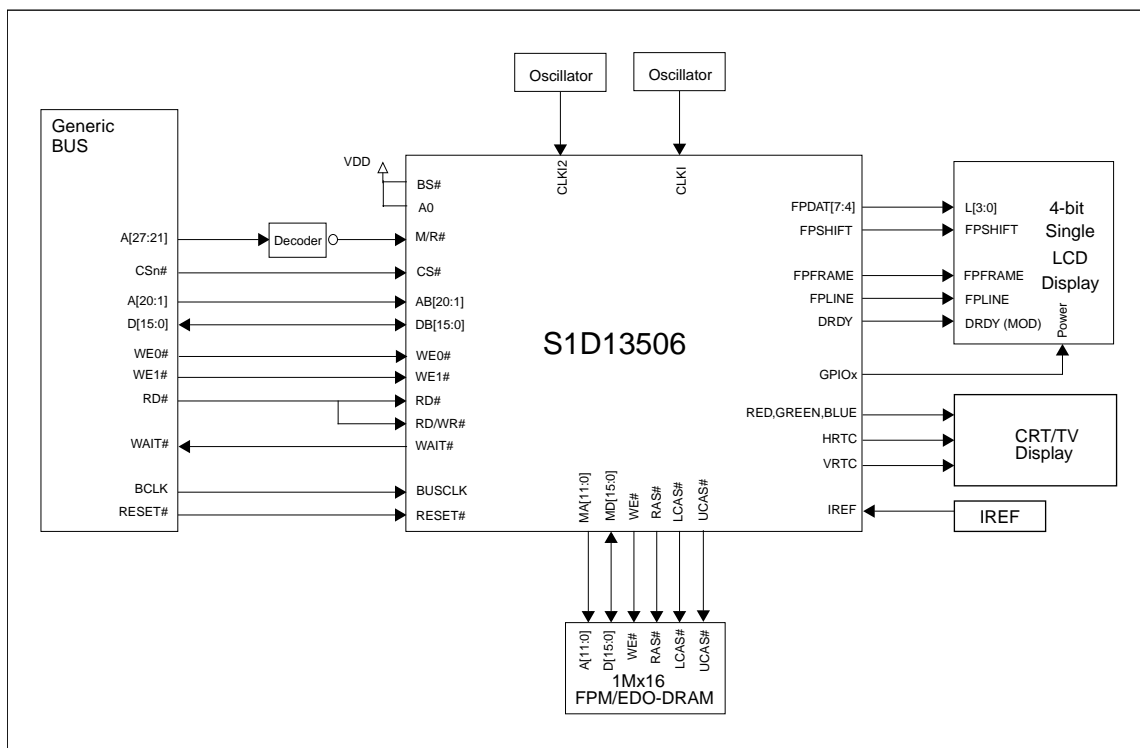 Oscillator
Oscillator
Generic
BUS
A[27:21]
CSn#
A[20:1]
D[15:0]
WE0#
WE1#
RD#
WAIT#
BCLK
RESET#
Decoder
VDD
BS#
A0
M/R#
CS#
AB[20:1]
DB[15:0]
WE0#
WE1#
RD#
RD/WR#
WAIT#
BUSCLK
RESET#
CLKI2
CLKI
S1D13506
FPDAT[7:4]
FPSHIFT
FPFRAME
FPLINE
DRDY
GPIOx
RED,GREEN,BLUE
HRTC
VRTC
IREF
L[3:0]
FPSHIFT
FPFRAME
FPLINE
DRDY (MOD)
4-bit
Single
LCD
Display
Power
CRT/TV
Display
IREF
MA[11:0]
MD[15:0]
WE#
RAS#
LCAS#
UCAS#
A[11:0]
D[15:0]
WE#
RAS#
LCAS#
UCAS#
1Mx16
FPM/EDO-DRAM